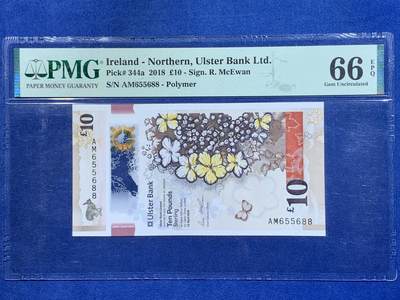 PMG
PAPER MONEY GUARANTY
Ireland - Northern, Ulster Bank Ltd.
Pick# 344a 2018 £10 - Sign. R. McEwan
S/N AM655688 - Polymer
66 EPQ
Gem Uncirculated
£10
AM655688
Ulster Bank
Ten Pounds
Sterling
£10
AM655688